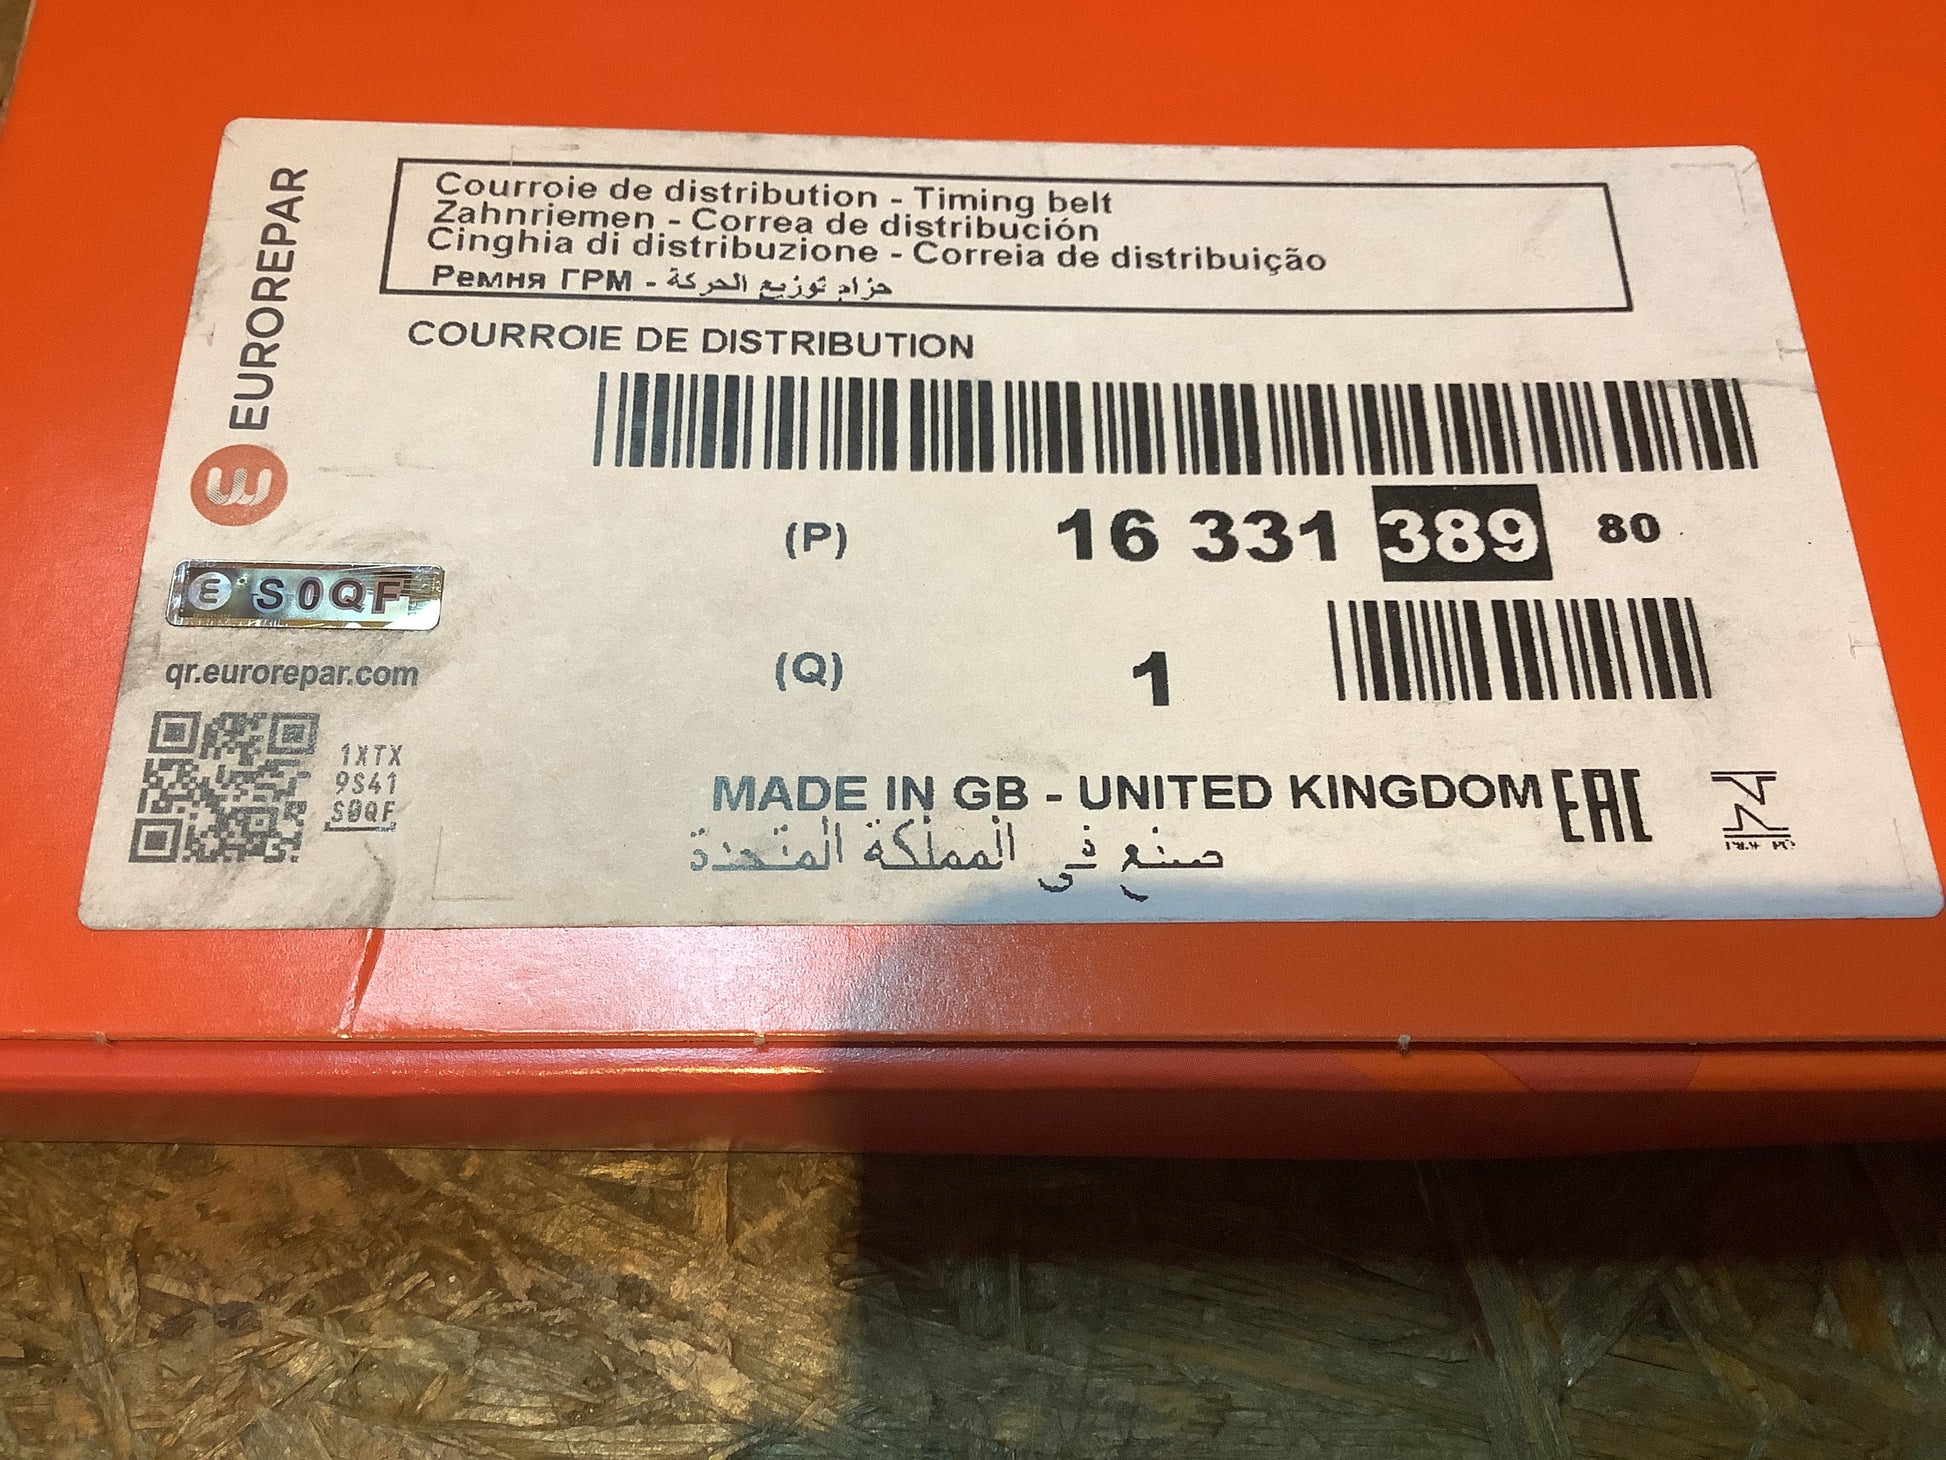 EUROREPAR
Courroie de distribution - Timing belt
Zahnriemen - Correa de distribución
Cinghia di distribuzione - Correia de distribuição
Ремня ГРМ - حزام توزيع الحركة
COURROIE DE DISTRIBUTION
(P) 16 331 389 80
S0QF
(Q) 1
qr.eurorepar.com
1XTX
9S41
S0QF
MADE IN GB - UNITED KINGDOM EAC
صنع في المملكة المتحدة